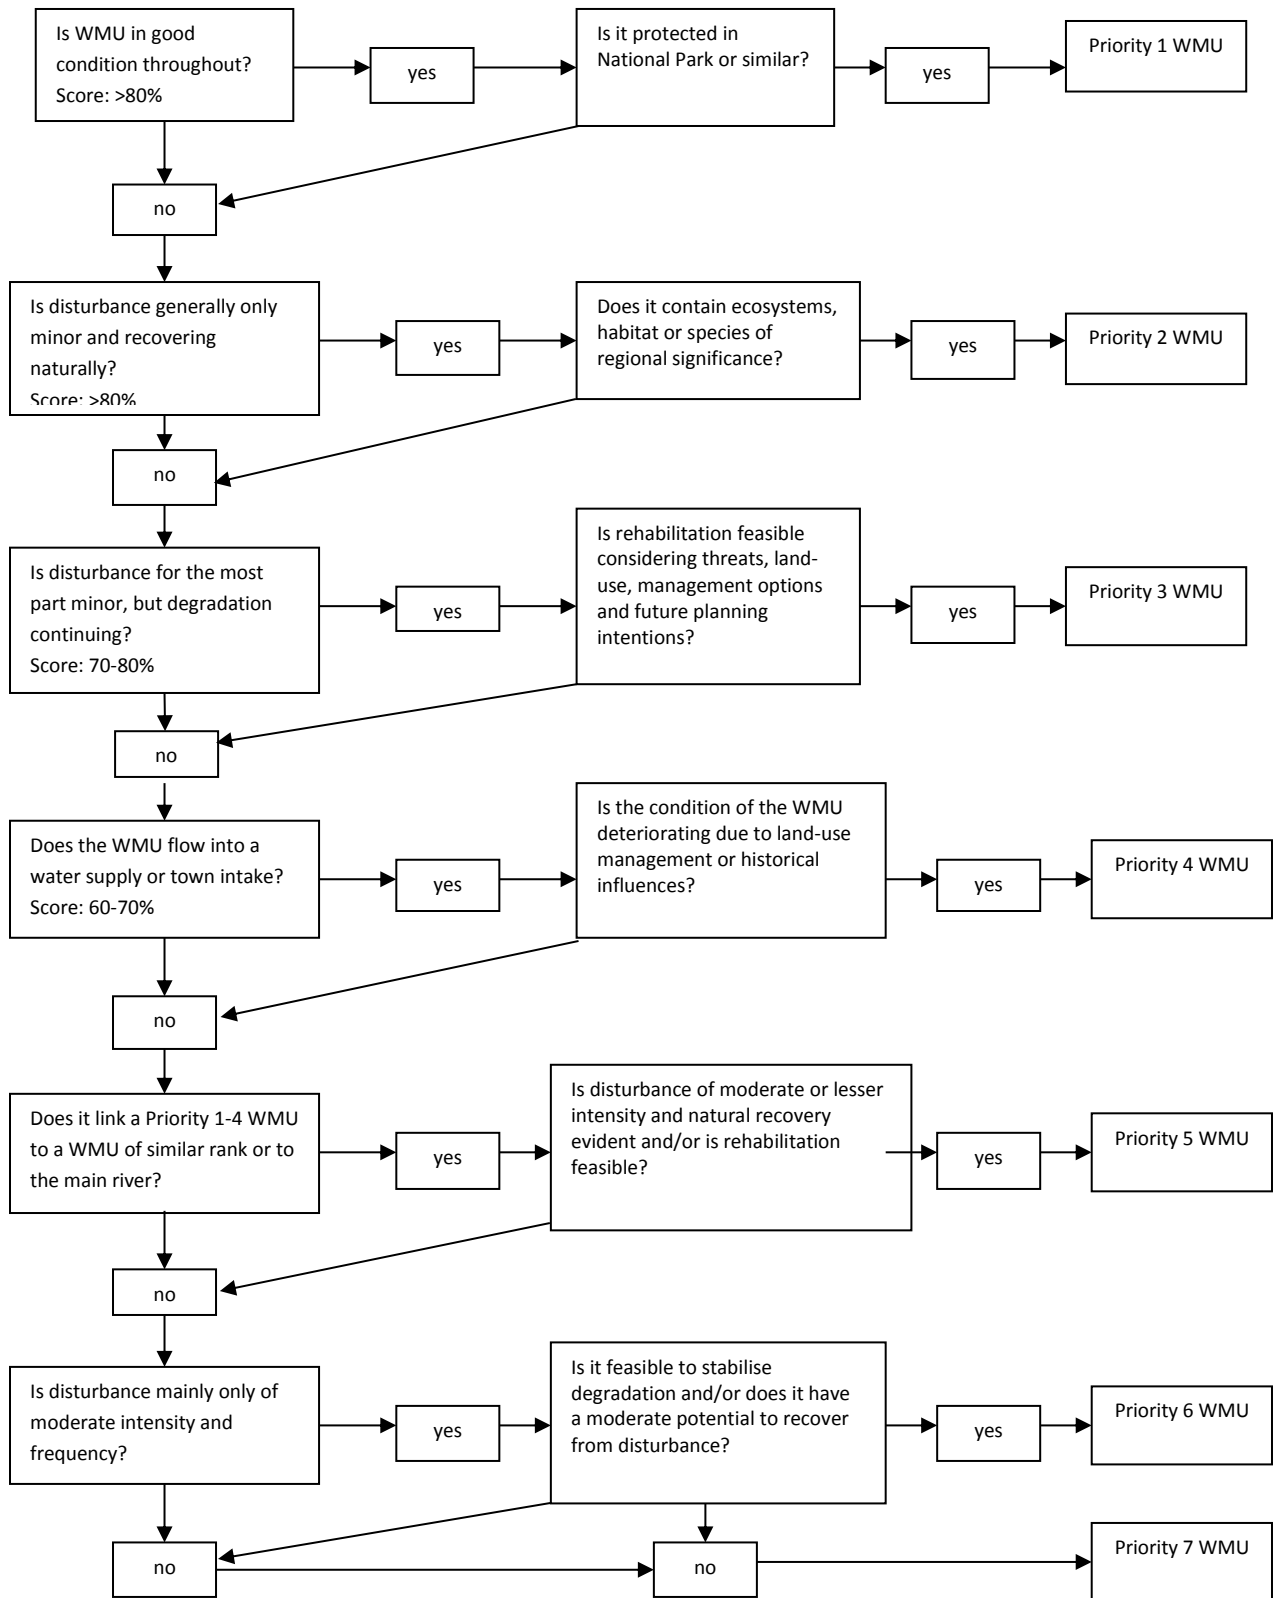 Is WMU in good
condition throughout?
Score: >80%
yes
Is it protected in
National Park or similar?
yes
Priority 1 WMU
no
Is disturbance generally only
minor and recovering
naturally?
Score: >80%
yes
Does it contain ecosystems,
habitat or species of
regional significance?
yes
Priority 2 WMU
no
Is disturbance for the most
part minor, but degradation
continuing?
Score: 70-80%
yes
Is rehabilitation feasible
considering threats, land-
use, management options
and future planning
intentions?
yes
Priority 3 WMU
no
Does the WMU flow into a
water supply or town intake?
Score: 60-70%
yes
Is the condition of the WMU
deteriorating due to land-use
management or historical
influences?
yes
Priority 4 WMU
no
Does it link a Priority 1-4 WMU
to a WMU of similar rank or to
the main river?
yes
Is disturbance of moderate or lesser
intensity and natural recovery
evident and/or is rehabilitation
feasible?
yes
Priority 5 WMU
no
Is disturbance mainly only of
moderate intensity and
frequency?
yes
Is it feasible to stabilise
degradation and/or does it have
a moderate potential to recover
from disturbance?
yes
Priority 6 WMU
no
no
Priority 7 WMU